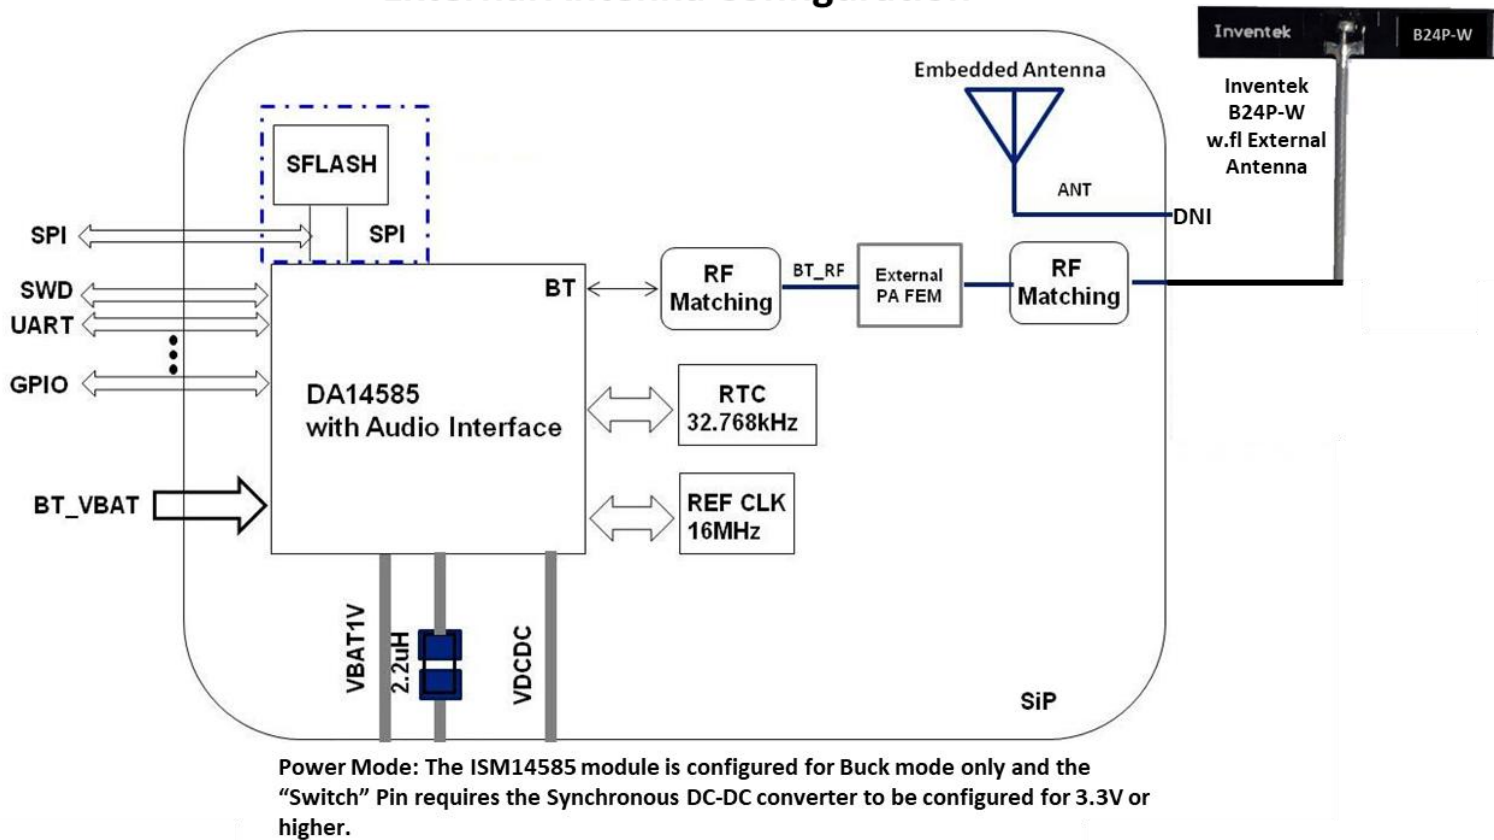 External Antenna Configuration
Inventek
B24P-W
Embedded Antenna
Inventek
B24P-W
w.fl External
Antenna
SFLASH
ANT
DNI
SPI
SPI
SWD
UART
GPIO
BT
RF
Matching
BT_RF
External
PA FEM
RF
Matching
DA14585
with Audio Interface
RTC
32.768kHz
BT_VBAT
REF CLK
16MHz
VBAT1V
2.2uH
VDCDC
SiP
Power Mode: The ISM14585 module is configured for Buck mode only and the
“Switch” Pin requires the Synchronous DC-DC converter to be configured for 3.3V or
higher.